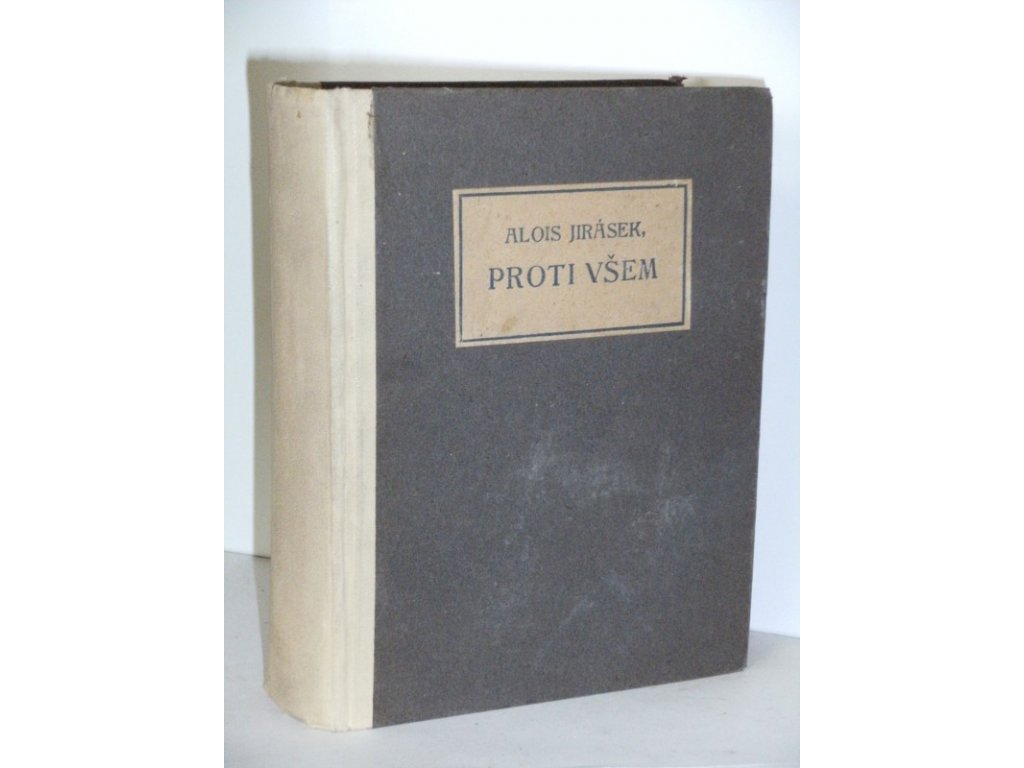 ALOIS JIRÁSEK,
PROTI VŠEM